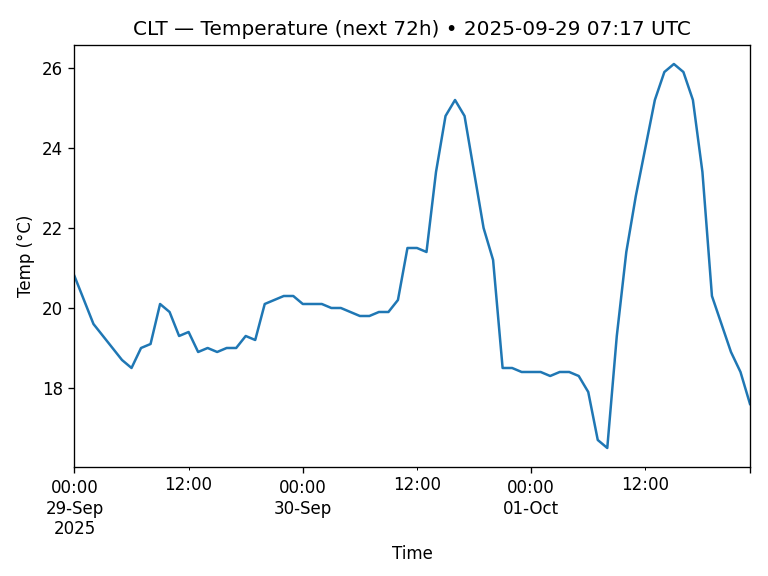 CLT — Temperature (next 72h) • 2025-09-29 07:17 UTC
26
24
22
20
18
Temp (°C)
00:00 12:00 00:00 12:00 00:00 12:00
29-Sep 30-Sep 01-Oct
2025
Time